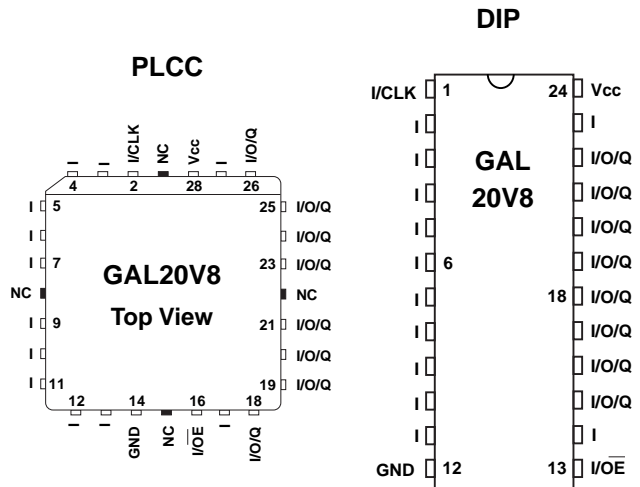 DIP
PLCC
I I I/CLK NC Vcc I I/O/Q
4 2 28 26
I 5 25 I/O/Q
I I/O/Q
I 7 23 I/O/Q
NC GAL20V8 NC
Top View
I 9 21 I/O/Q
I I/O/Q
I 11 19 I/O/Q
12 14 16 18
I I GND NC I/O̅E̅ I I/O/Q
I/CLK 1 24 Vcc
I I
I GAL I/O/Q
I 20V8 I/O/Q
I I/O/Q
I 6 I/O/Q
I 18 I/O/Q
I I/O/Q
I I/O/Q
I I/O/Q
I I
GND 12 13 I/O̅E̅